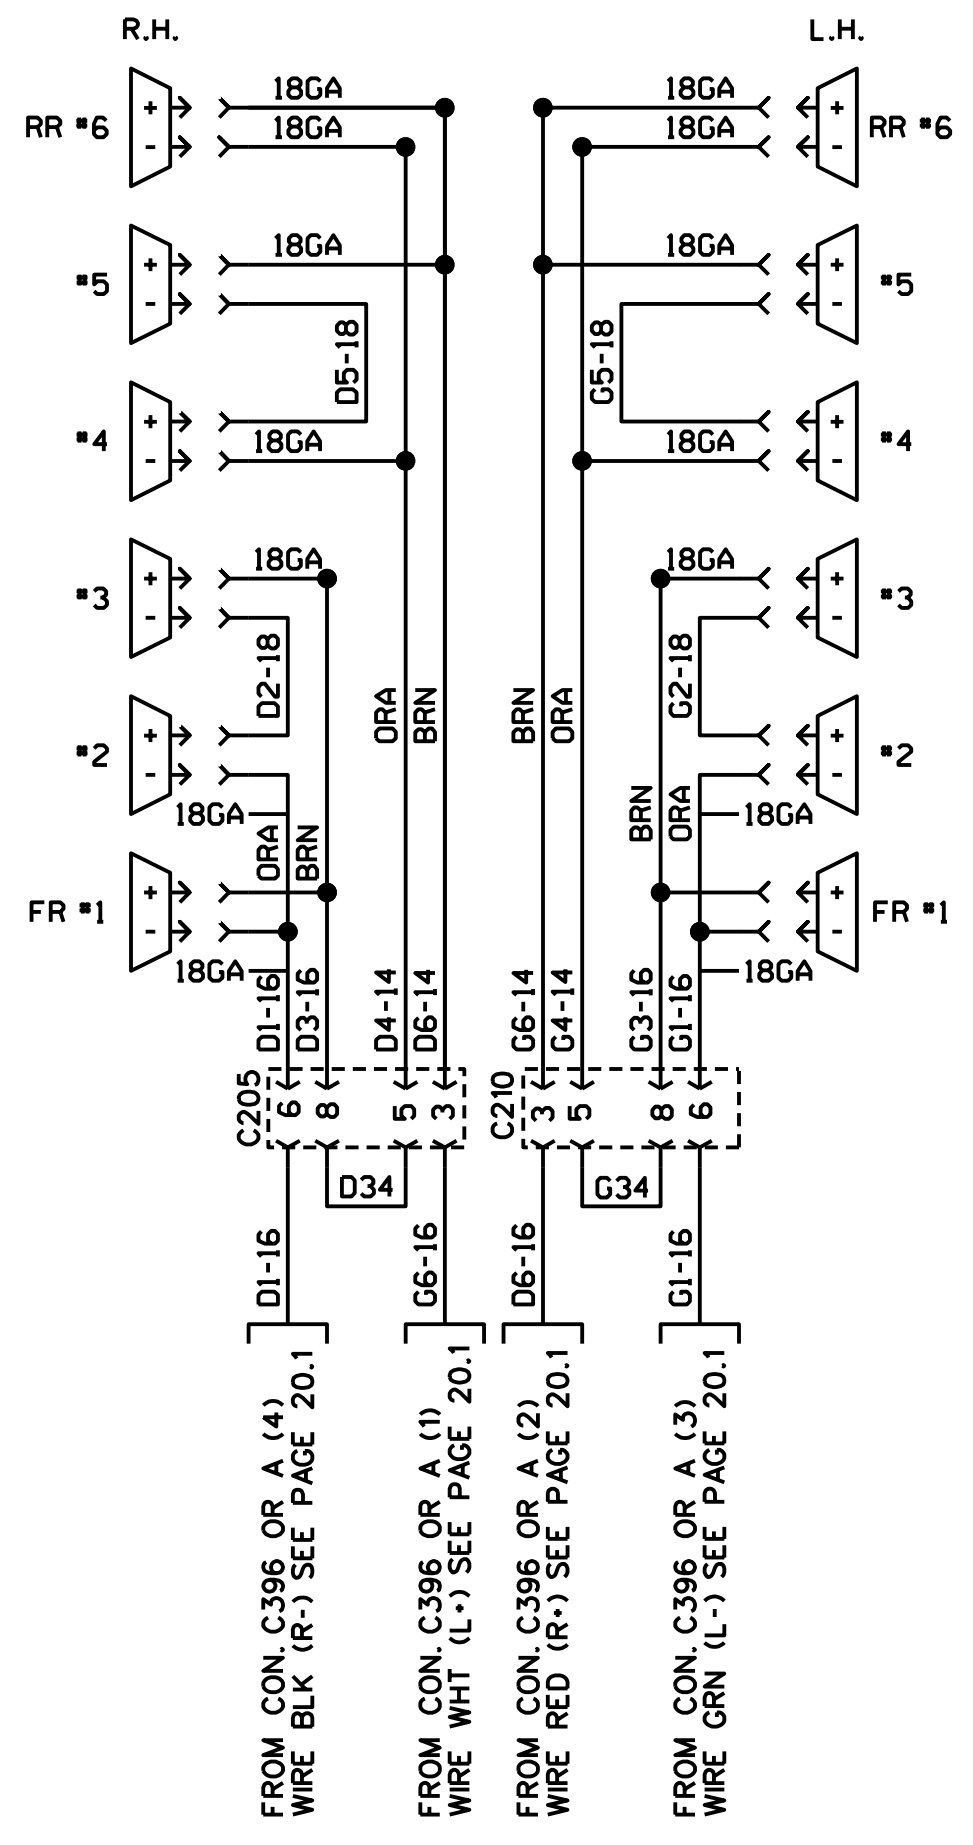 R.H.
L.H.
18GA
18GA
RR #6
18GA
18GA
RR #6
18GA
#5
18GA
#5
D5-18
G5-18
#4
18GA
18GA
#4
18GA
#3
18GA
#3
D2-18
G2-18
ORA
BRN
BRN
ORA
#2
#2
18GA
18GA
ORA
BRN
BRN
ORA
FR #1
FR #1
18GA
18GA
D1-16
D3-16
D4-14
D6-14
G6-14
G4-14
G3-16
G1-16
C205
6
8
5
3
C210
3
5
8
6
D34
G34
D1-16
G6-16
D6-16
G1-16
FROM CON. C396 OR A (4)
WIRE BLK (R-) SEE PAGE 20.1
FROM CON. C396 OR A (1)
WIRE WHT (L+) SEE PAGE 20.1
FROM CON. C396 OR A (2)
WIRE RED (R+) SEE PAGE 20.1
FROM CON. C396 OR A (3)
WIRE GRN (L-) SEE PAGE 20.1